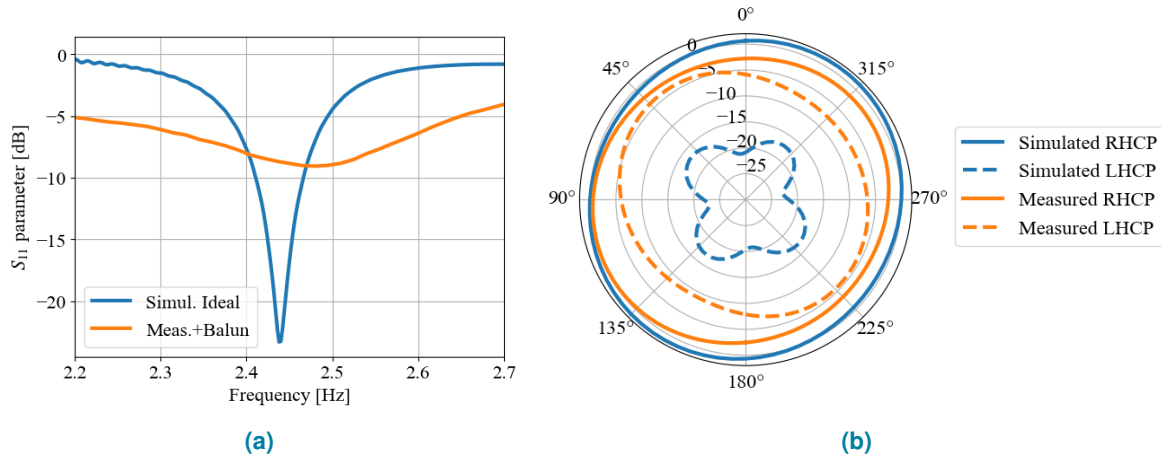 0
−5
−10
−15
−20
S11 parameter [dB]
2.2
2.3
2.4
2.5
2.6
2.7
Frequency [Hz]
Simul. Ideal
Meas.+Balun
(a)
0°
45°
90°
135°
180°
225°
270°
315°
0
−5
−10
−15
−20
−25
Simulated RHCP
Simulated LHCP
Measured RHCP
Measured LHCP
(b)